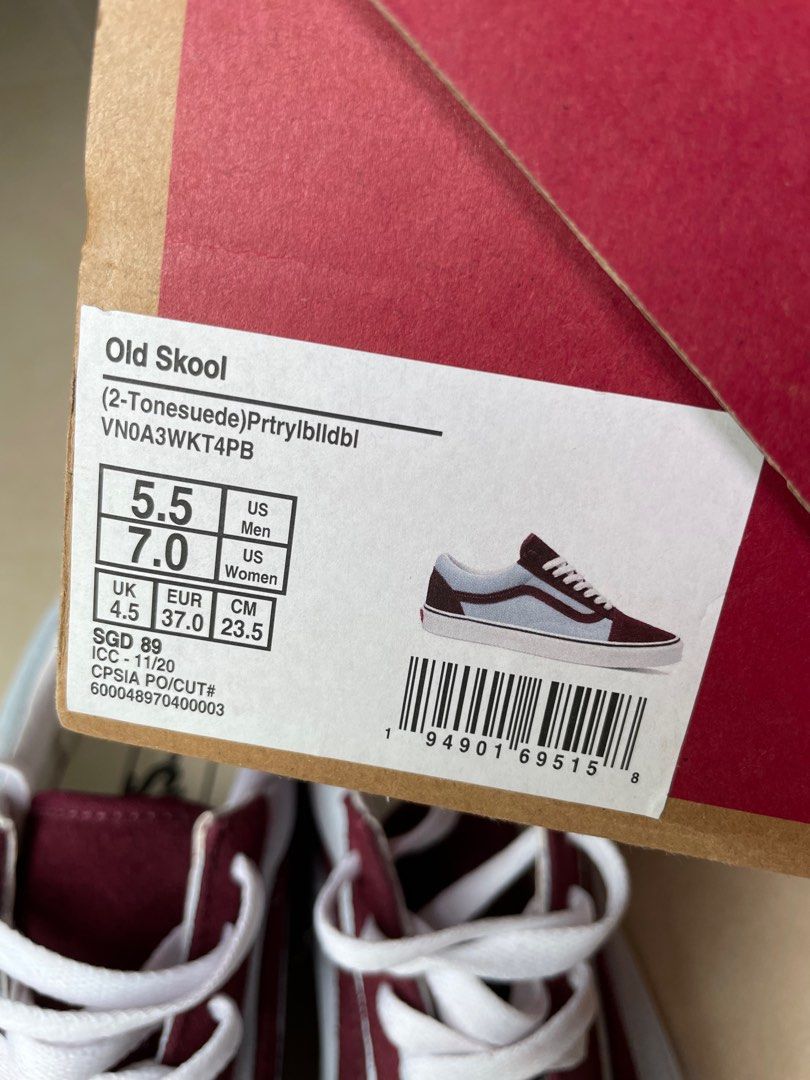 Old Skool
(2-Tonesuede)Prtrylblldbl
VN0A3WKT4PB
5.5 US Men
7.0 US Women
UK 4.5 EUR 37.0 CM 23.5
SGD 89
ICC - 11/20
CPSIA PO/CUT#
600048970400003
1 94901 69515 8